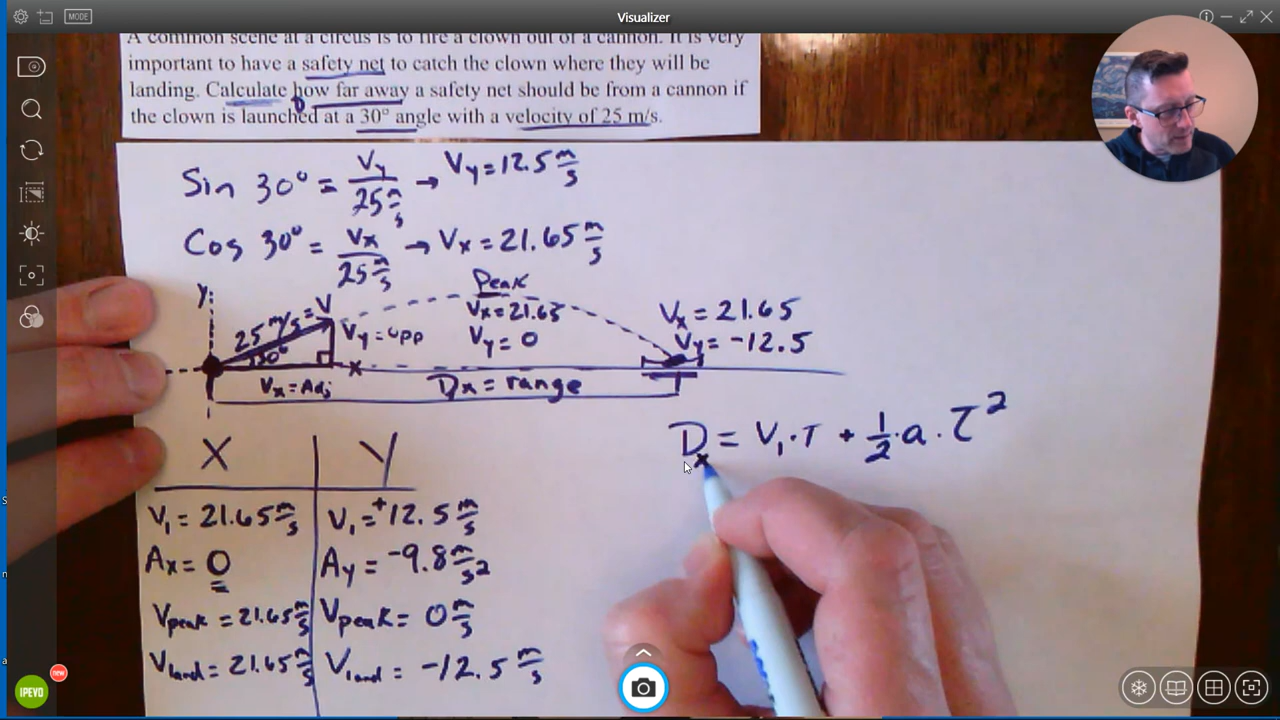 MODE
Visualizer
A common scene at a circus is to fire a clown out of a cannon. It is very
important to have a safety net to catch the clown where they will be
landing. Calculate how far away a safety net should be from a cannon if
the clown is launched at a 30° angle with a velocity of 25 m/s.
Sin 30° = Vy / 25 m/s → Vy = 12.5 m/s
Cos 30° = Vx / 25 m/s → Vx = 21.65 m/s
y
25 m/s = V
30°
Vy = opp
Vx = Adj
x
Peak
Vx = 21.65
Vy = 0
Vx = 21.65
Vy = -12.5
Dx = range
X | Y
V₁ = 21.65 m/s | V₁ = +12.5 m/s
Ax = 0 | Ay = -9.8 m/s²
Vpeak = 21.65 m/s | Vpeak = 0 m/s
Vland = 21.65 m/s | Vland = -12.5 m/s
Dx = V₁·T + 1/2·a·T²
new
IPEVO